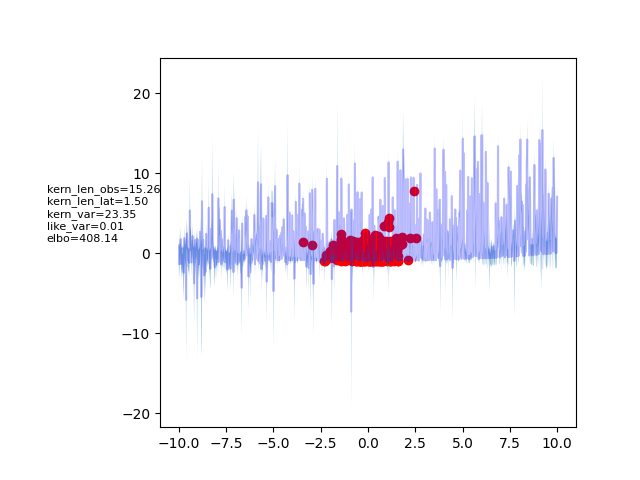 20
10
kern_len_obs=15.26
kern_len_lat=1.50
kern_var=23.35
like_var=0.01
elbo=408.14
0
−10
−20
−10.0 −7.5 −5.0 −2.5 0.0 2.5 5.0 7.5 10.0